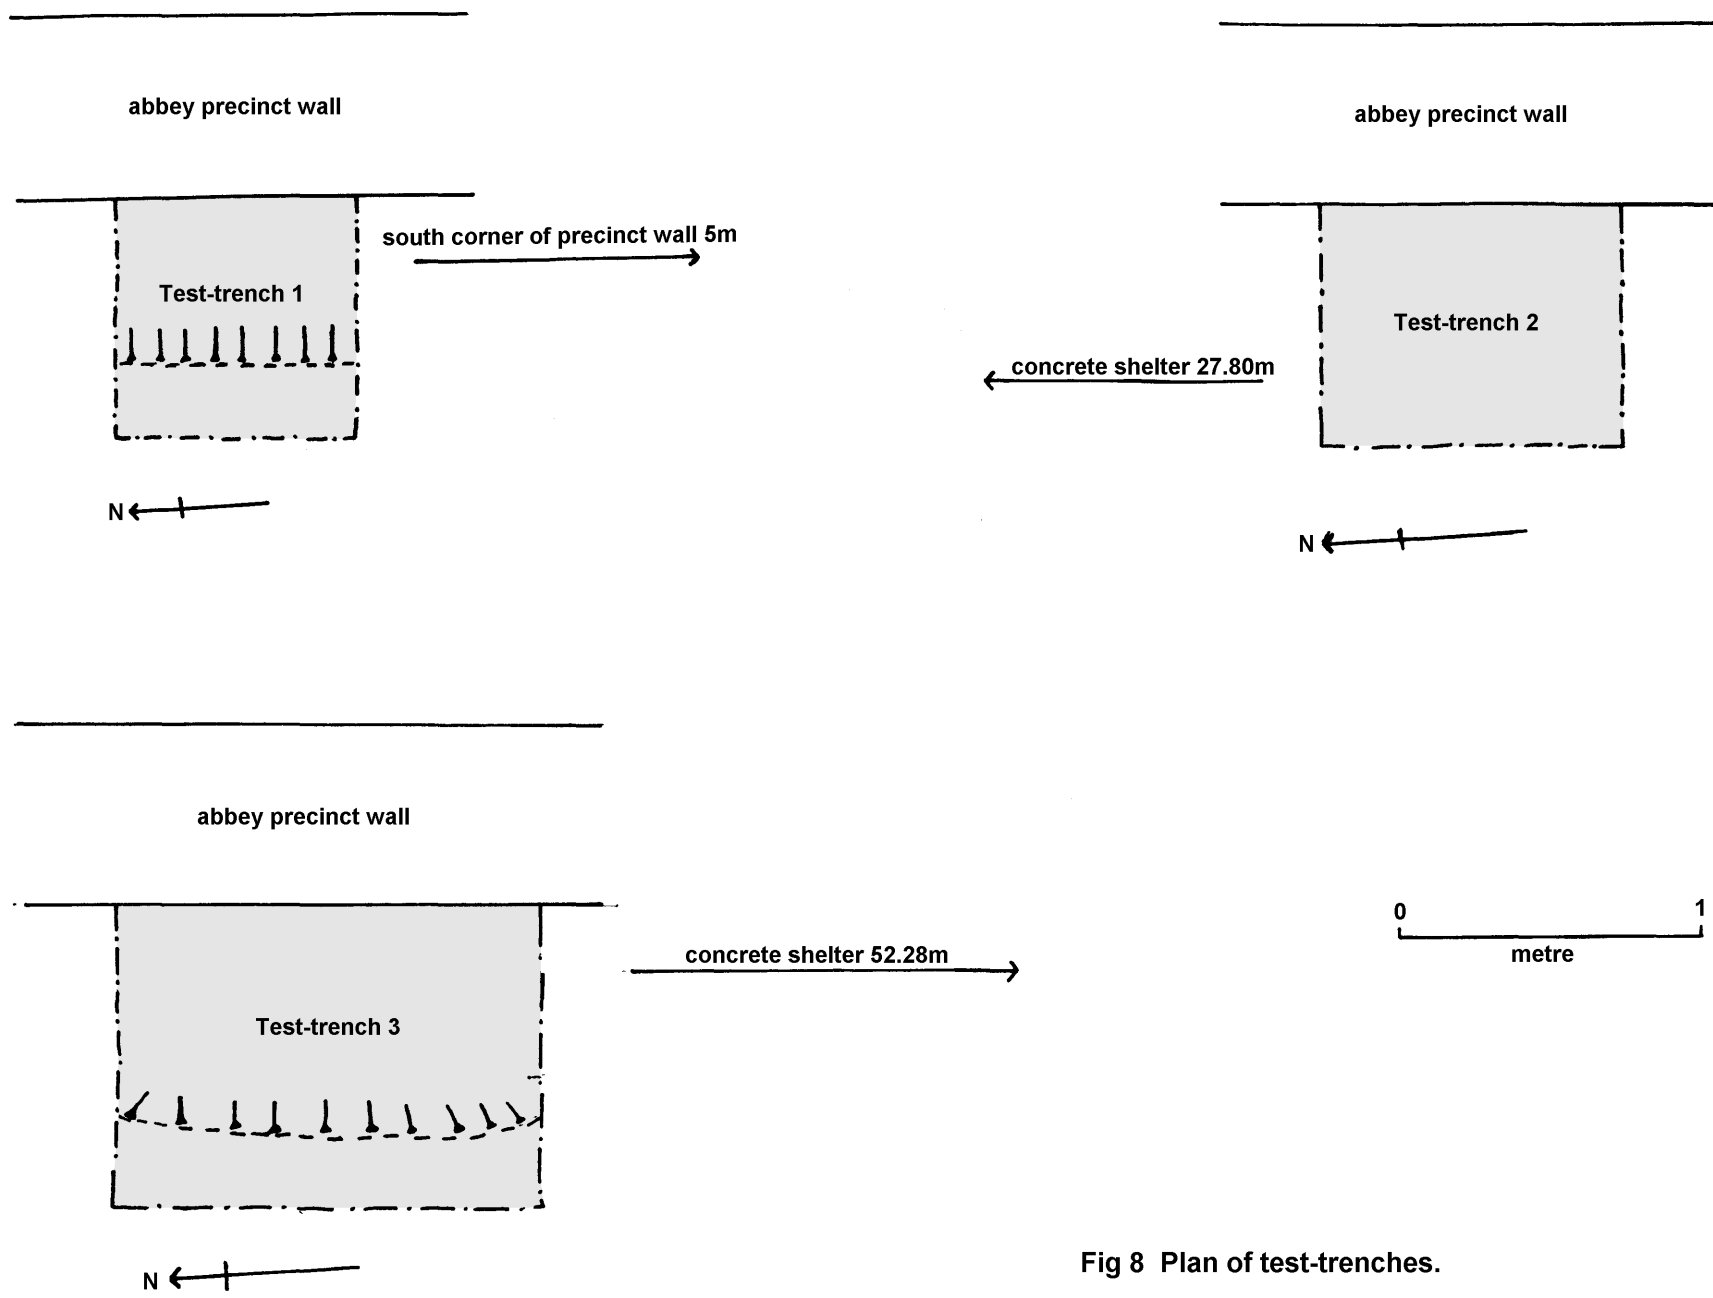 abbey precinct wall
abbey precinct wall
south corner of precinct wall 5m
Test-trench 1
Test-trench 2
concrete shelter 27.80m
N
N
abbey precinct wall
0 1
metre
concrete shelter 52.28m
Test-trench 3
Fig 8 Plan of test-trenches.
N